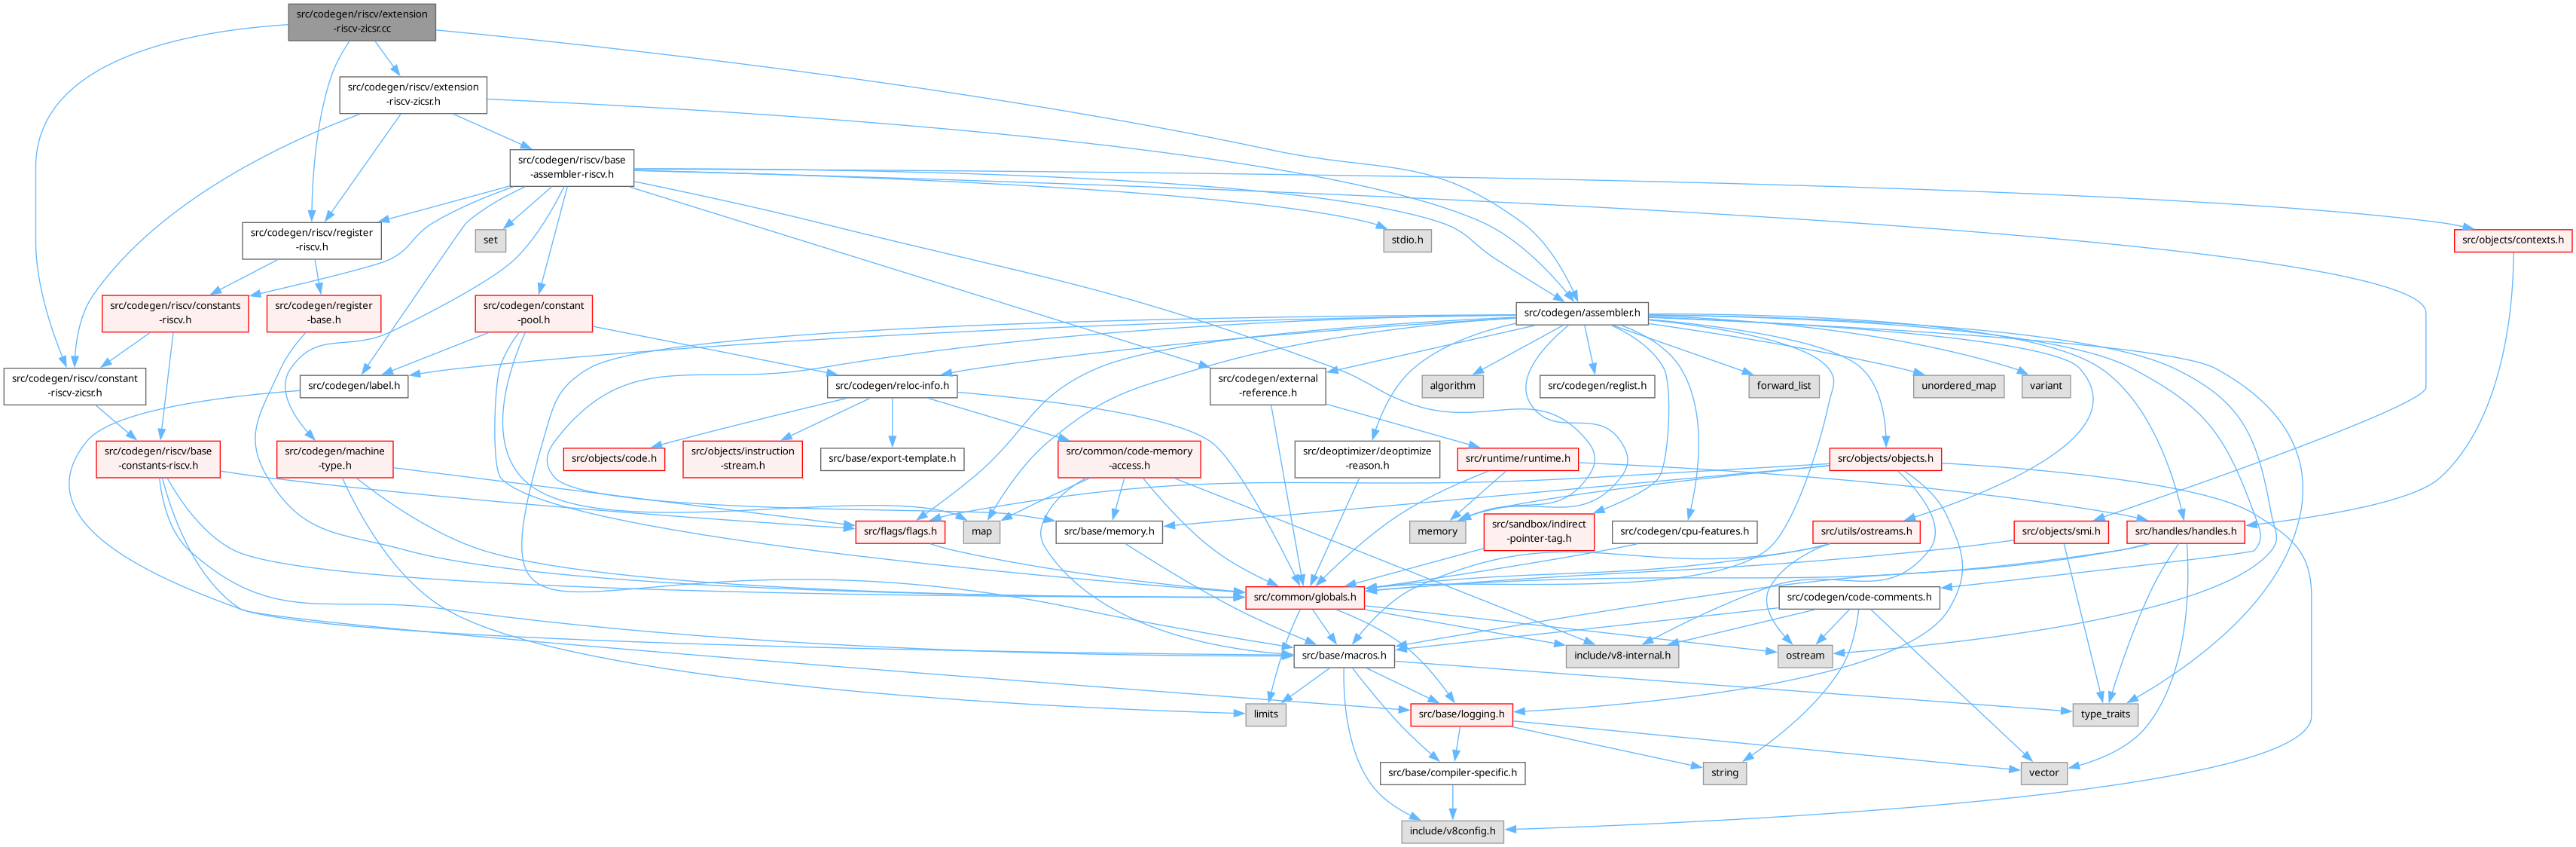 src/codegen/riscv/extension
-riscv-zicsr.cc
src/codegen/riscv/extension
-riscv-zicsr.h
src/codegen/riscv/base
-assembler-riscv.h
src/codegen/riscv/register
-riscv.h
set
stdio.h
src/objects/contexts.h
src/codegen/riscv/constants
-riscv.h
src/codegen/register
-base.h
src/codegen/constant
-pool.h
src/codegen/assembler.h
src/codegen/riscv/constant
-riscv-zicsr.h
src/codegen/label.h
src/codegen/reloc-info.h
src/codegen/external
-reference.h
algorithm
src/codegen/reglist.h
forward_list
unordered_map
variant
src/codegen/riscv/base
-constants-riscv.h
src/codegen/machine
-type.h
src/objects/code.h
src/objects/instruction
-stream.h
src/base/export-template.h
src/common/code-memory
-access.h
src/deoptimizer/deoptimize
-reason.h
src/runtime/runtime.h
src/objects/objects.h
src/flags/flags.h
map
src/base/memory.h
memory
src/sandbox/indirect
-pointer-tag.h
src/codegen/cpu-features.h
src/utils/ostreams.h
src/objects/smi.h
src/handles/handles.h
src/common/globals.h
src/codegen/code-comments.h
src/base/macros.h
include/v8-internal.h
ostream
limits
src/base/logging.h
type_traits
src/base/compiler-specific.h
string
vector
include/v8config.h